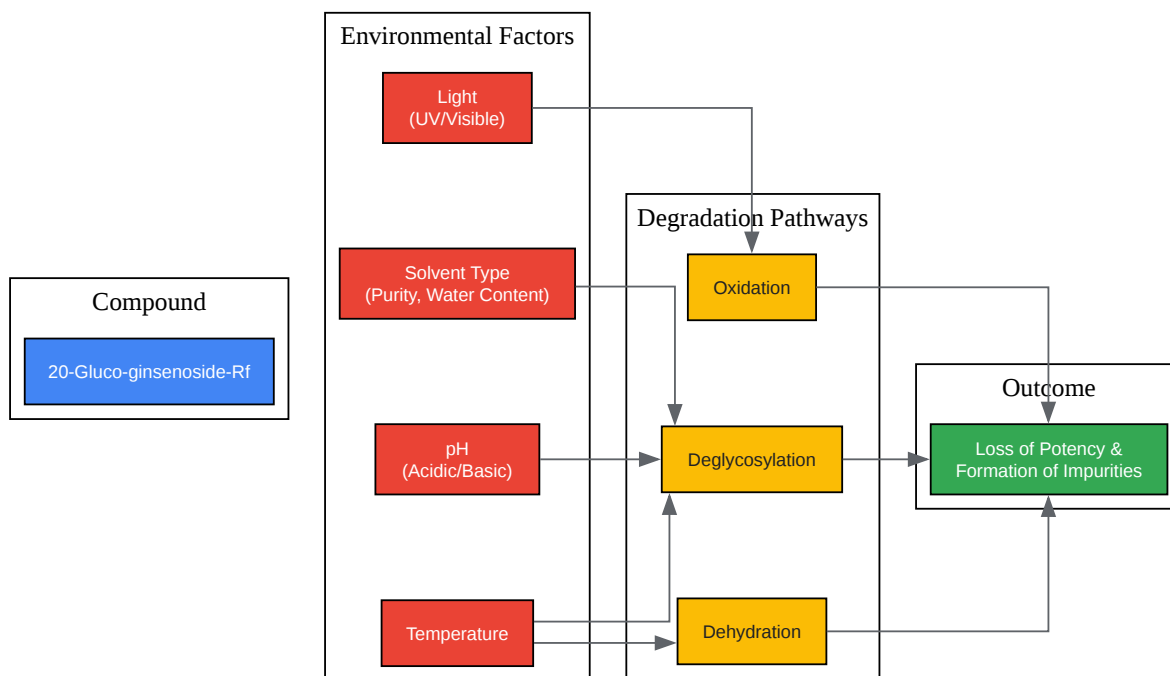 Compound
20-Gluco-ginsenoside-Rf
Environmental Factors
Light
(UV/Visible)
Solvent Type
(Purity, Water Content)
pH
(Acidic/Basic)
Temperature
Degradation Pathways
Oxidation
Deglycosylation
Dehydration
Outcome
Loss of Potency &
Formation of Impurities